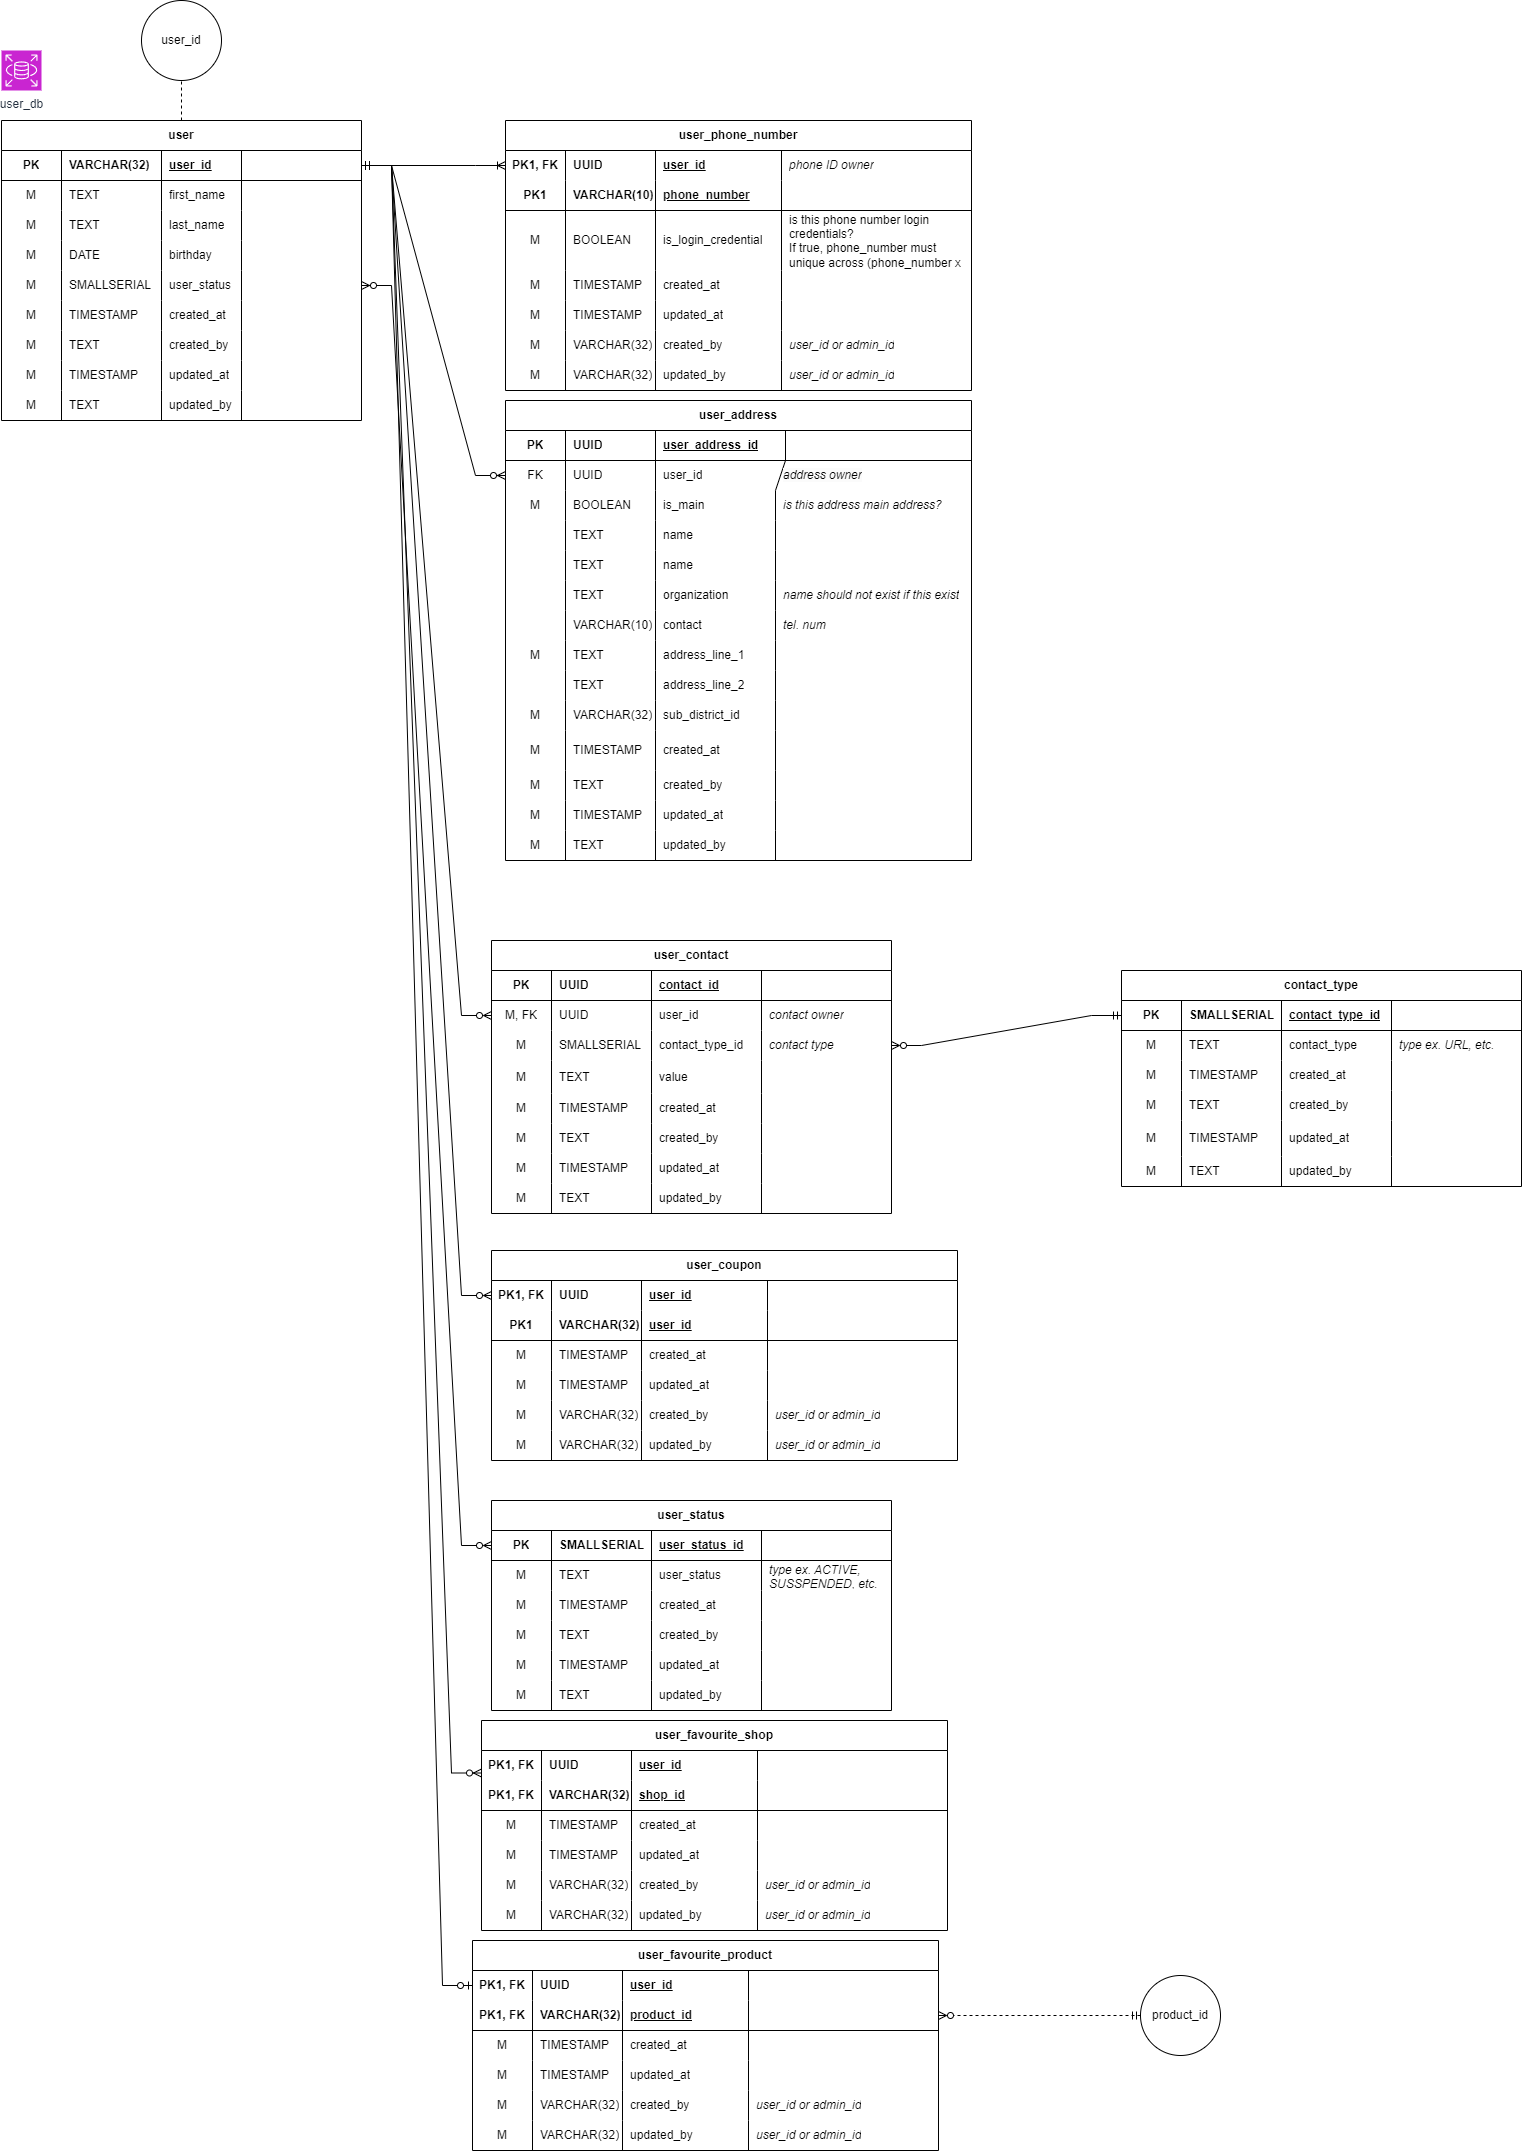 user_id
user_db
user
PK VARCHAR(32) user_id
M TEXT first_name
M TEXT last_name
M DATE birthday
M SMALLSERIAL user_status
M TIMESTAMP created_at
M TEXT created_by
M TIMESTAMP updated_at
M TEXT updated_by
user_phone_number
PK1, FK UUID user_id phone ID owner
PK1 VARCHAR(10) phone_number
M BOOLEAN is_login_credential is this phone number login
credentials?
If true, phone_number must
unique across (phone_number x
M TIMESTAMP created_at
M TIMESTAMP updated_at
M VARCHAR(32) created_by user_id or admin_id
M VARCHAR(32) updated_by user_id or admin_id
user_address
PK UUID user_address_id
FK UUID user_id address owner
M BOOLEAN is_main is this address main address?
TEXT name
TEXT name
TEXT organization name should not exist if this exist
VARCHAR(10) contact tel. num
M TEXT address_line_1
TEXT address_line_2
M VARCHAR(32) sub_district_id
M TIMESTAMP created_at
M TEXT created_by
M TIMESTAMP updated_at
M TEXT updated_by
user_contact
PK UUID contact_id
M, FK UUID user_id contact owner
M SMALLSERIAL contact_type_id contact type
M TEXT value
M TIMESTAMP created_at
M TEXT created_by
M TIMESTAMP updated_at
M TEXT updated_by
contact_type
PK SMALLSERIAL contact_type_id
M TEXT contact_type type ex. URL, etc.
M TIMESTAMP created_at
M TEXT created_by
M TIMESTAMP updated_at
M TEXT updated_by
user_coupon
PK1, FK UUID user_id
PK1 VARCHAR(32) user_id
M TIMESTAMP created_at
M TIMESTAMP updated_at
M VARCHAR(32) created_by user_id or admin_id
M VARCHAR(32) updated_by user_id or admin_id
user_status
PK SMALLSERIAL user_status_id
M TEXT user_status type ex. ACTIVE,
SUSSPENDED, etc.
M TIMESTAMP created_at
M TEXT created_by
M TIMESTAMP updated_at
M TEXT updated_by
user_favourite_shop
PK1, FK UUID user_id
PK1, FK VARCHAR(32) shop_id
M TIMESTAMP created_at
M TIMESTAMP updated_at
M VARCHAR(32) created_by user_id or admin_id
M VARCHAR(32) updated_by user_id or admin_id
user_favourite_product
PK1, FK UUID user_id
PK1, FK VARCHAR(32) product_id
M TIMESTAMP created_at
M TIMESTAMP updated_at
M VARCHAR(32) created_by user_id or admin_id
M VARCHAR(32) updated_by user_id or admin_id
product_id